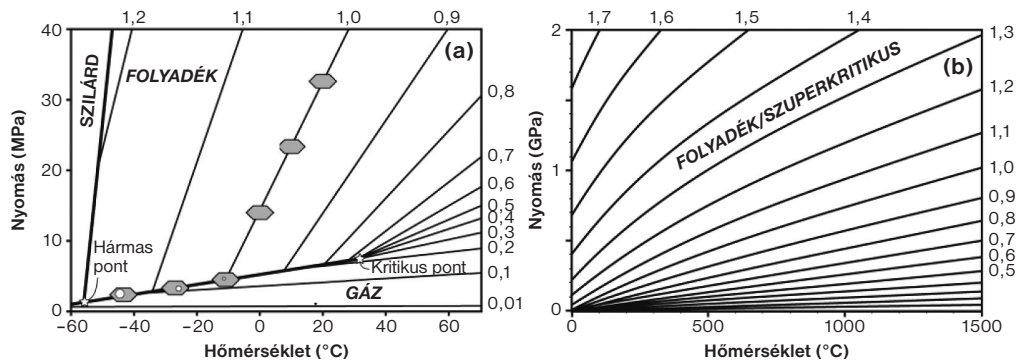 1,2 1,1 1,0 0,9
40
30
20
10
0
Nyomás (MPa)
SZILÁRD
FOLYADÉK
(a)
Hármas
pont
Kritikus pont
GÁZ
0,8
0,7
0,6
0,5
0,4
0,3
0,2
0,1
0,01
-60 -40 -20 0 20 40 60
Hőmérséklet (°C)
1,7 1,6 1,5 1,4
2
1
0
Nyomás (GPa)
FOLYADÉK/SZUPERKRITIKUS
(b)
1,3
1,2
1,1
1,0
0,9
0,8
0,7
0,6
0,5
0 500 1000 1500
Hőmérséklet (°C)